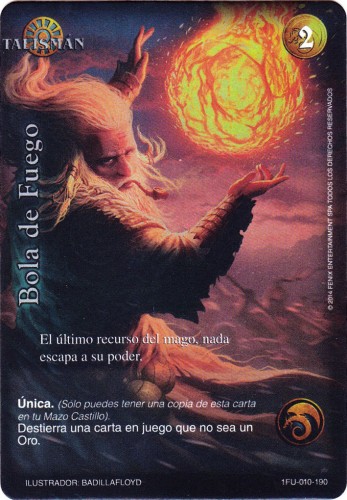 TALISMAN
2
Bola de Fuego
© 2014 FENIX ENTERTAINMENT SPA TODOS LOS DERECHOS RESERVADOS
El último recurso del mago, nada
escapa a su poder.
Única. (Sólo puedes tener una copia de esta carta
en tu Mazo Castillo).
Destierra una carta en juego que no sea un
Oro.
ILUSTRADOR: BADILLAFLOYD
1FU-010-190